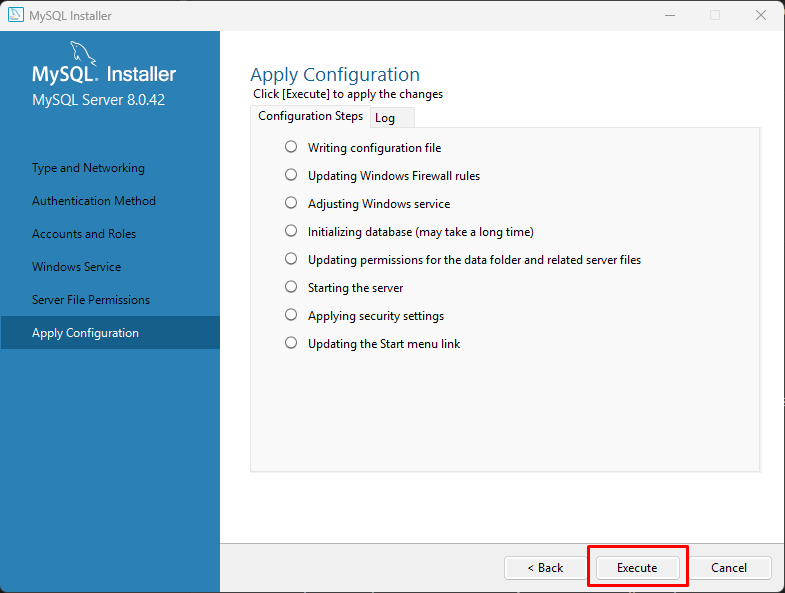 MySQL Installer
MySQL. Installer
MySQL Server 8.0.42
Type and Networking
Authentication Method
Accounts and Roles
Windows Service
Server File Permissions
Apply Configuration
Apply Configuration
Click [Execute] to apply the changes
Configuration Steps
Log
Writing configuration file
Updating Windows Firewall rules
Adjusting Windows service
Initializing database (may take a long time)
Updating permissions for the data folder and related server files
Starting the server
Applying security settings
Updating the Start menu link
< Back
Execute
Cancel